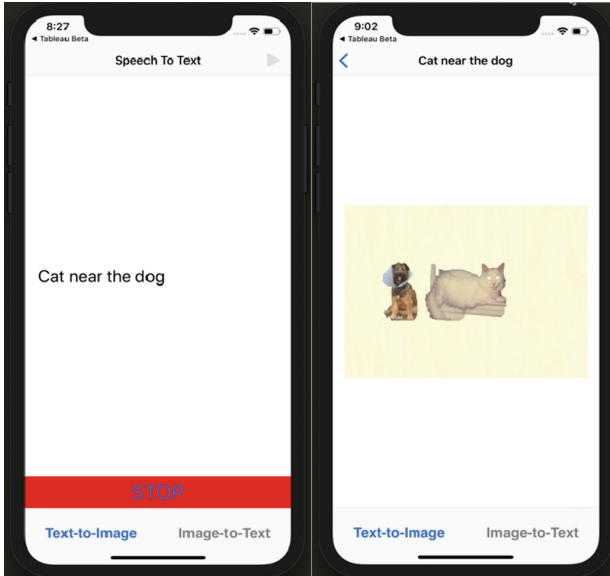 8:27
◀ Tableau Beta
Speech To Text
Cat near the dog
STOP
Text-to-Image
Image-to-Text
9:02
◀ Tableau Beta
Cat near the dog
Text-to-Image
Image-to-Text